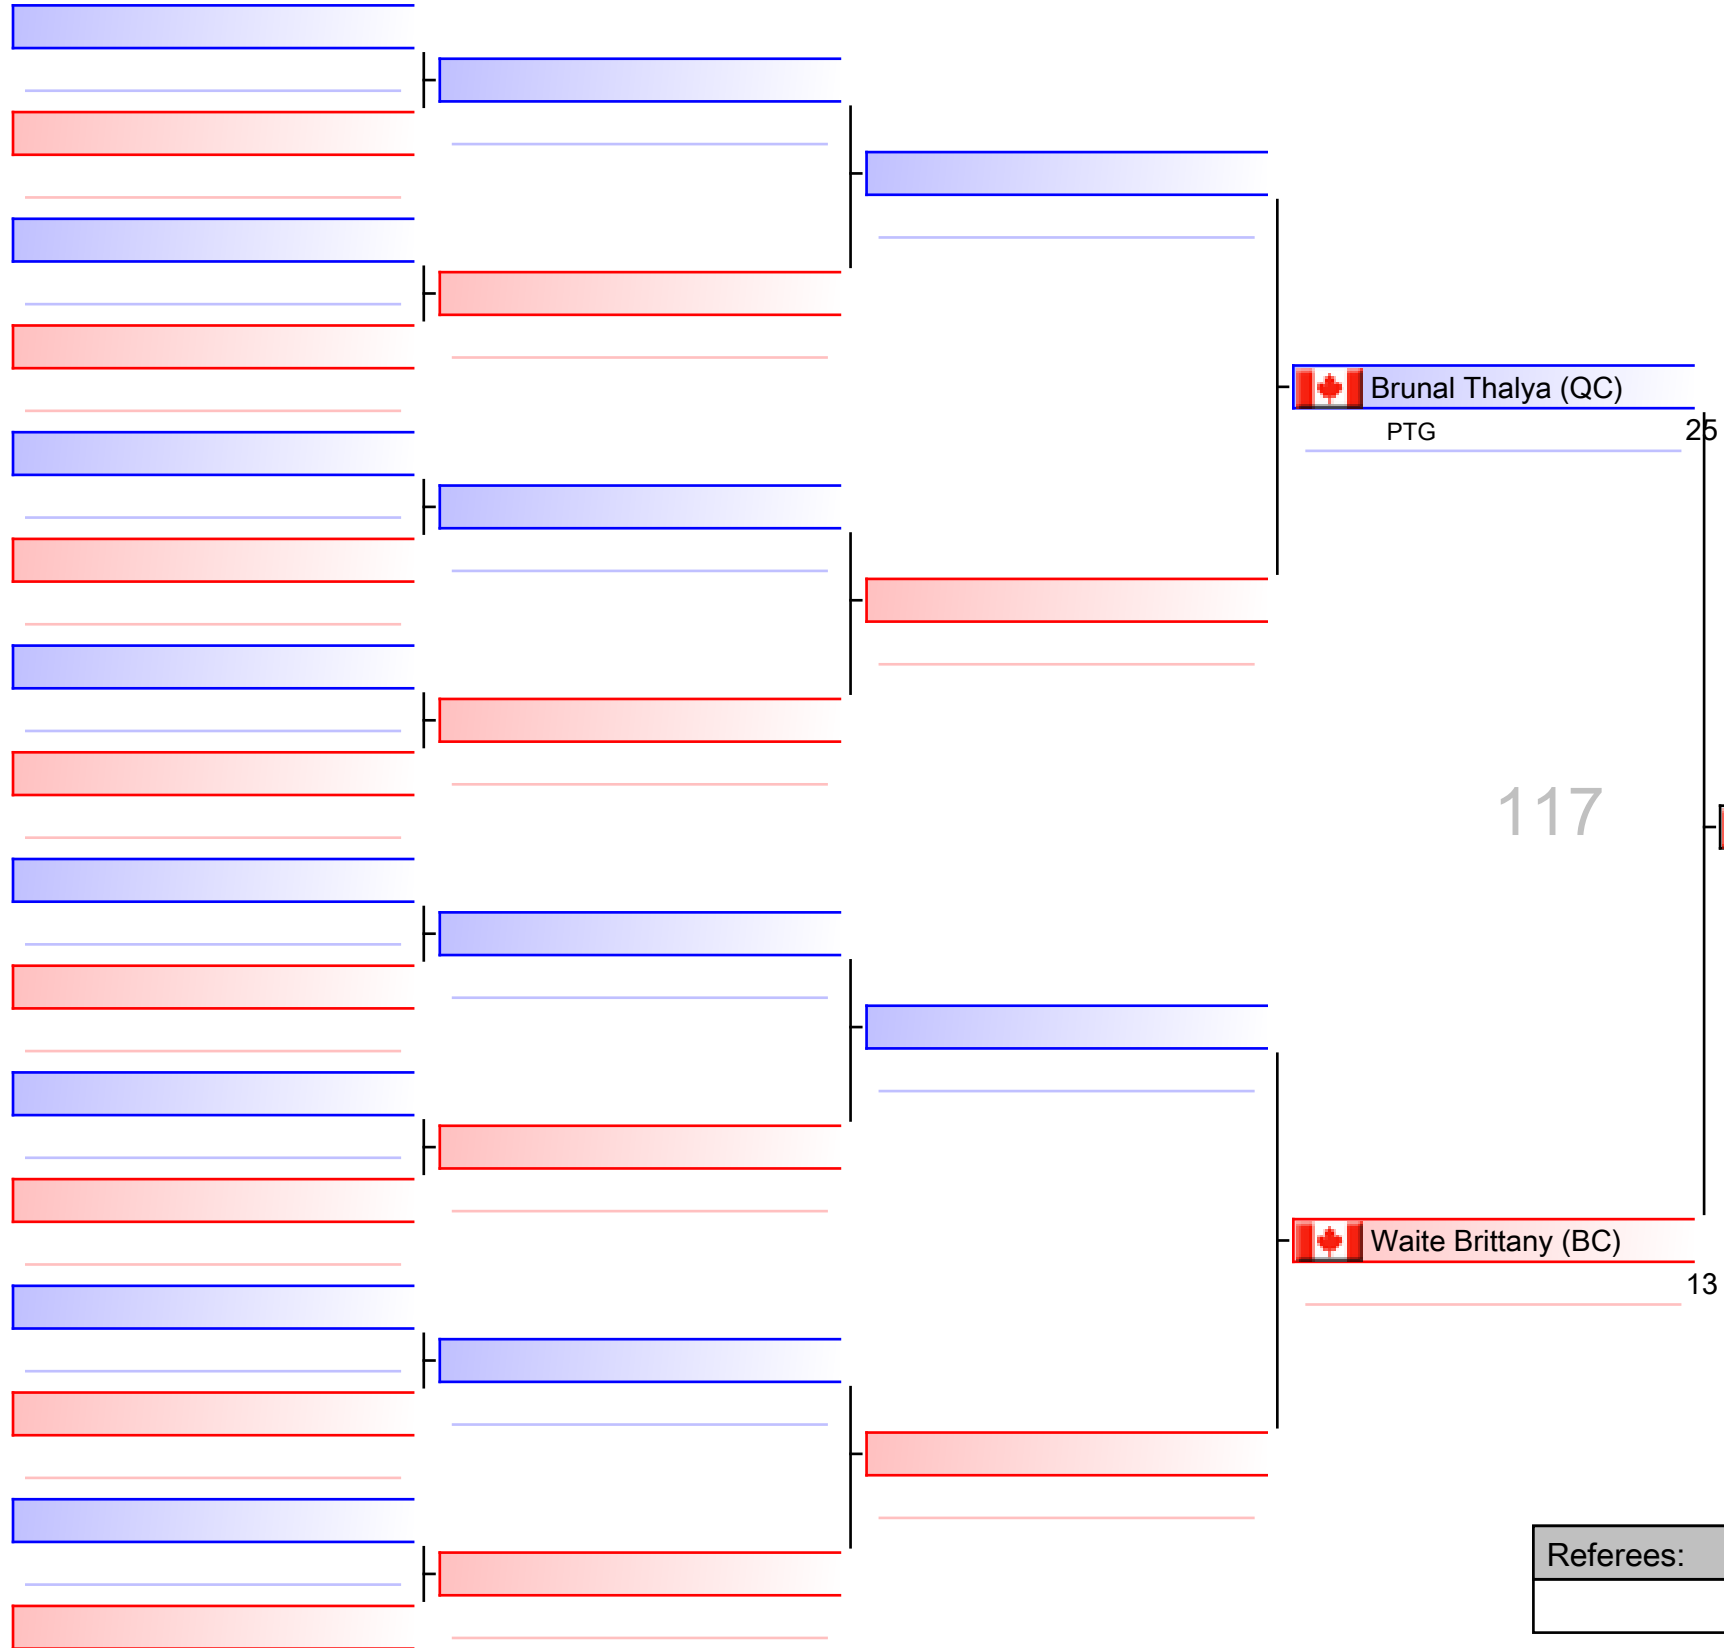 Brunal Thalya (QC)
PTG 25
117
Waite Brittany (BC)
13
Referees: